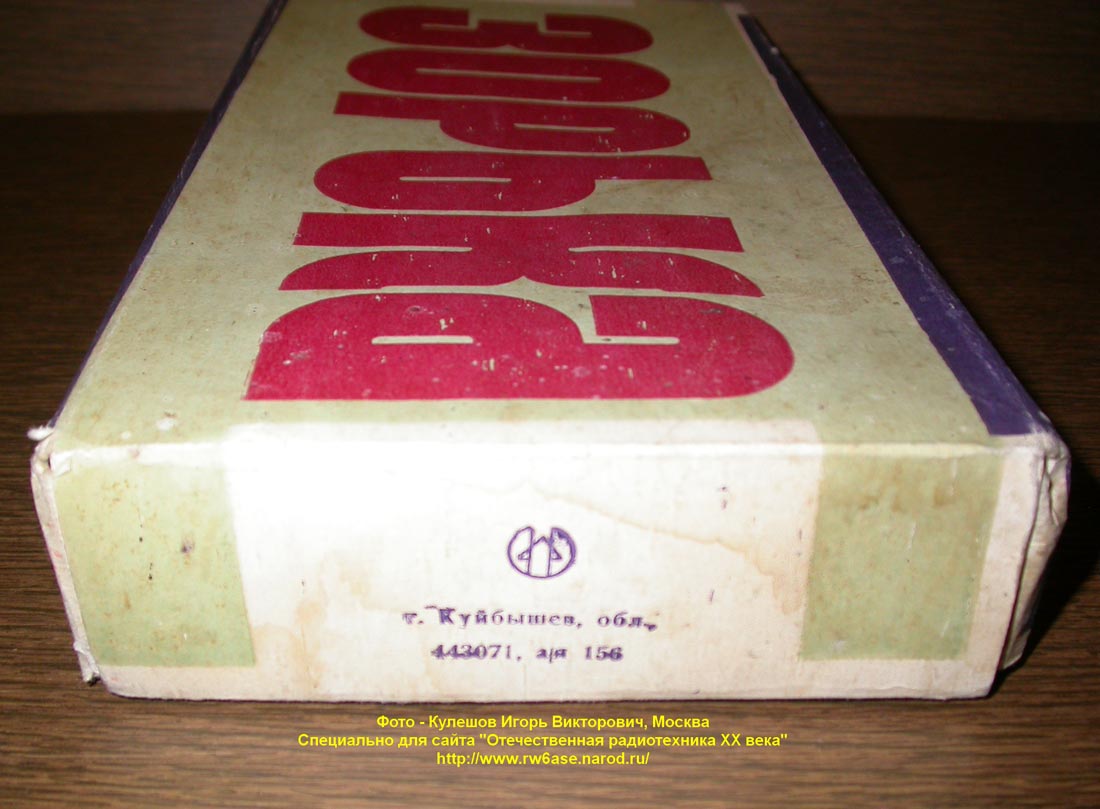 ЗОРЬКА
г. Куйбышев, обл.,
443071, а/я 156
Фото - Кулешов Игорь Викторович, Москва
Специально для сайта "Отечественная радиотехника XX века"
http://www.rw6ase.narod.ru/